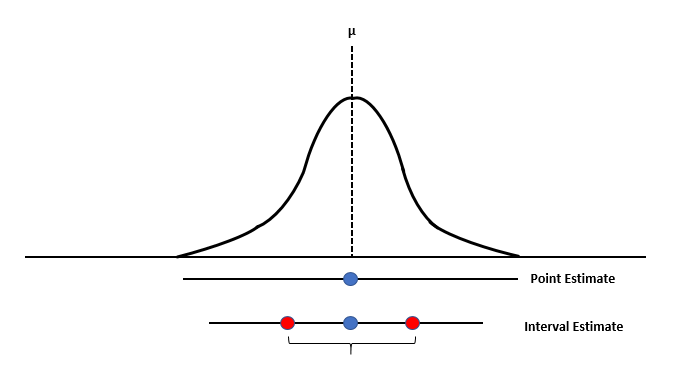 μ
Point Estimate
Interval Estimate